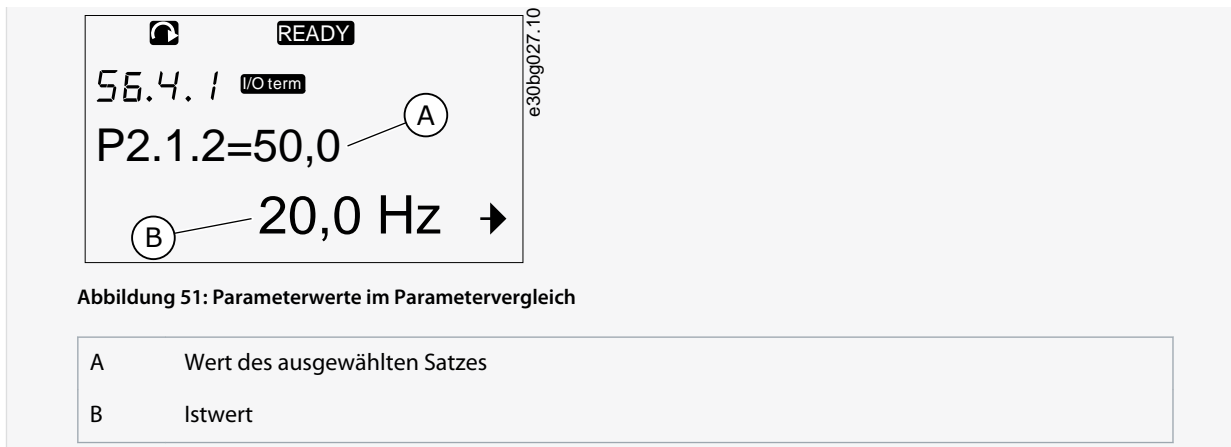 READY
S6.4.1 I/O term
P2.1.2=50,0
A
20,0 Hz
B
e30bg027.10
Abbildung 51: Parameterwerte im Parametervergleich
A Wert des ausgewählten Satzes
B Istwert